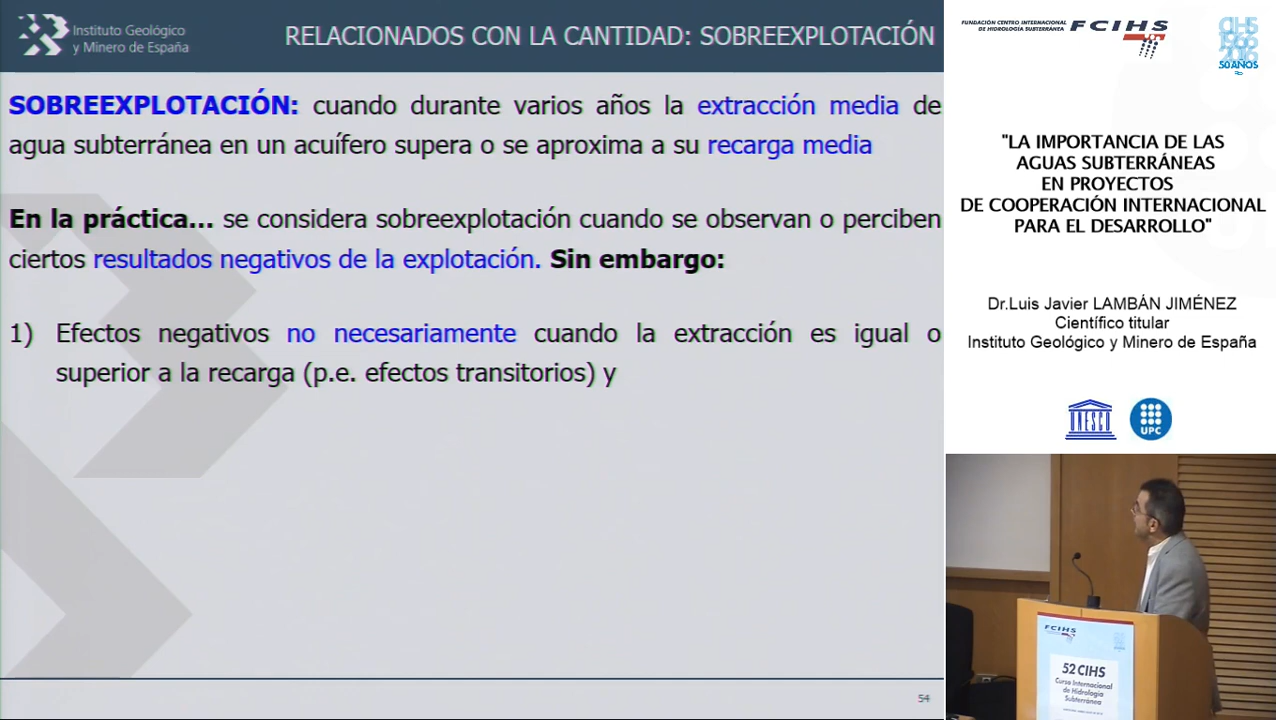 Instituto Geológico
y Minero de España
RELACIONADOS CON LA CANTIDAD: SOBREEXPLOTACIÓN
SOBREEXPLOTACIÓN: cuando durante varios años la extracción media de
agua subterránea en un acuífero supera o se aproxima a su recarga media
En la práctica... se considera sobreexplotación cuando se observan o perciben
ciertos resultados negativos de la explotación. Sin embargo:
1) Efectos negativos no necesariamente cuando la extracción es igual o
superior a la recarga (p.e. efectos transitorios) y
54
FUNDACIÓN CENTRO INTERNACIONAL
DE HIDROLOGÍA SUBTERRÁNEA
FCIHS
CIHS
1966
2016
50 AÑOS
"LA IMPORTANCIA DE LAS
AGUAS SUBTERRÁNEAS
EN PROYECTOS
DE COOPERACIÓN INTERNACIONAL
PARA EL DESARROLLO"
Dr.Luis Javier LAMBÁN JIMÉNEZ
Científico titular
Instituto Geológico y Minero de España
UNESCO
UPC
FCIHS
52 CIHS
Curso Internacional
de Hidrología
Subterránea